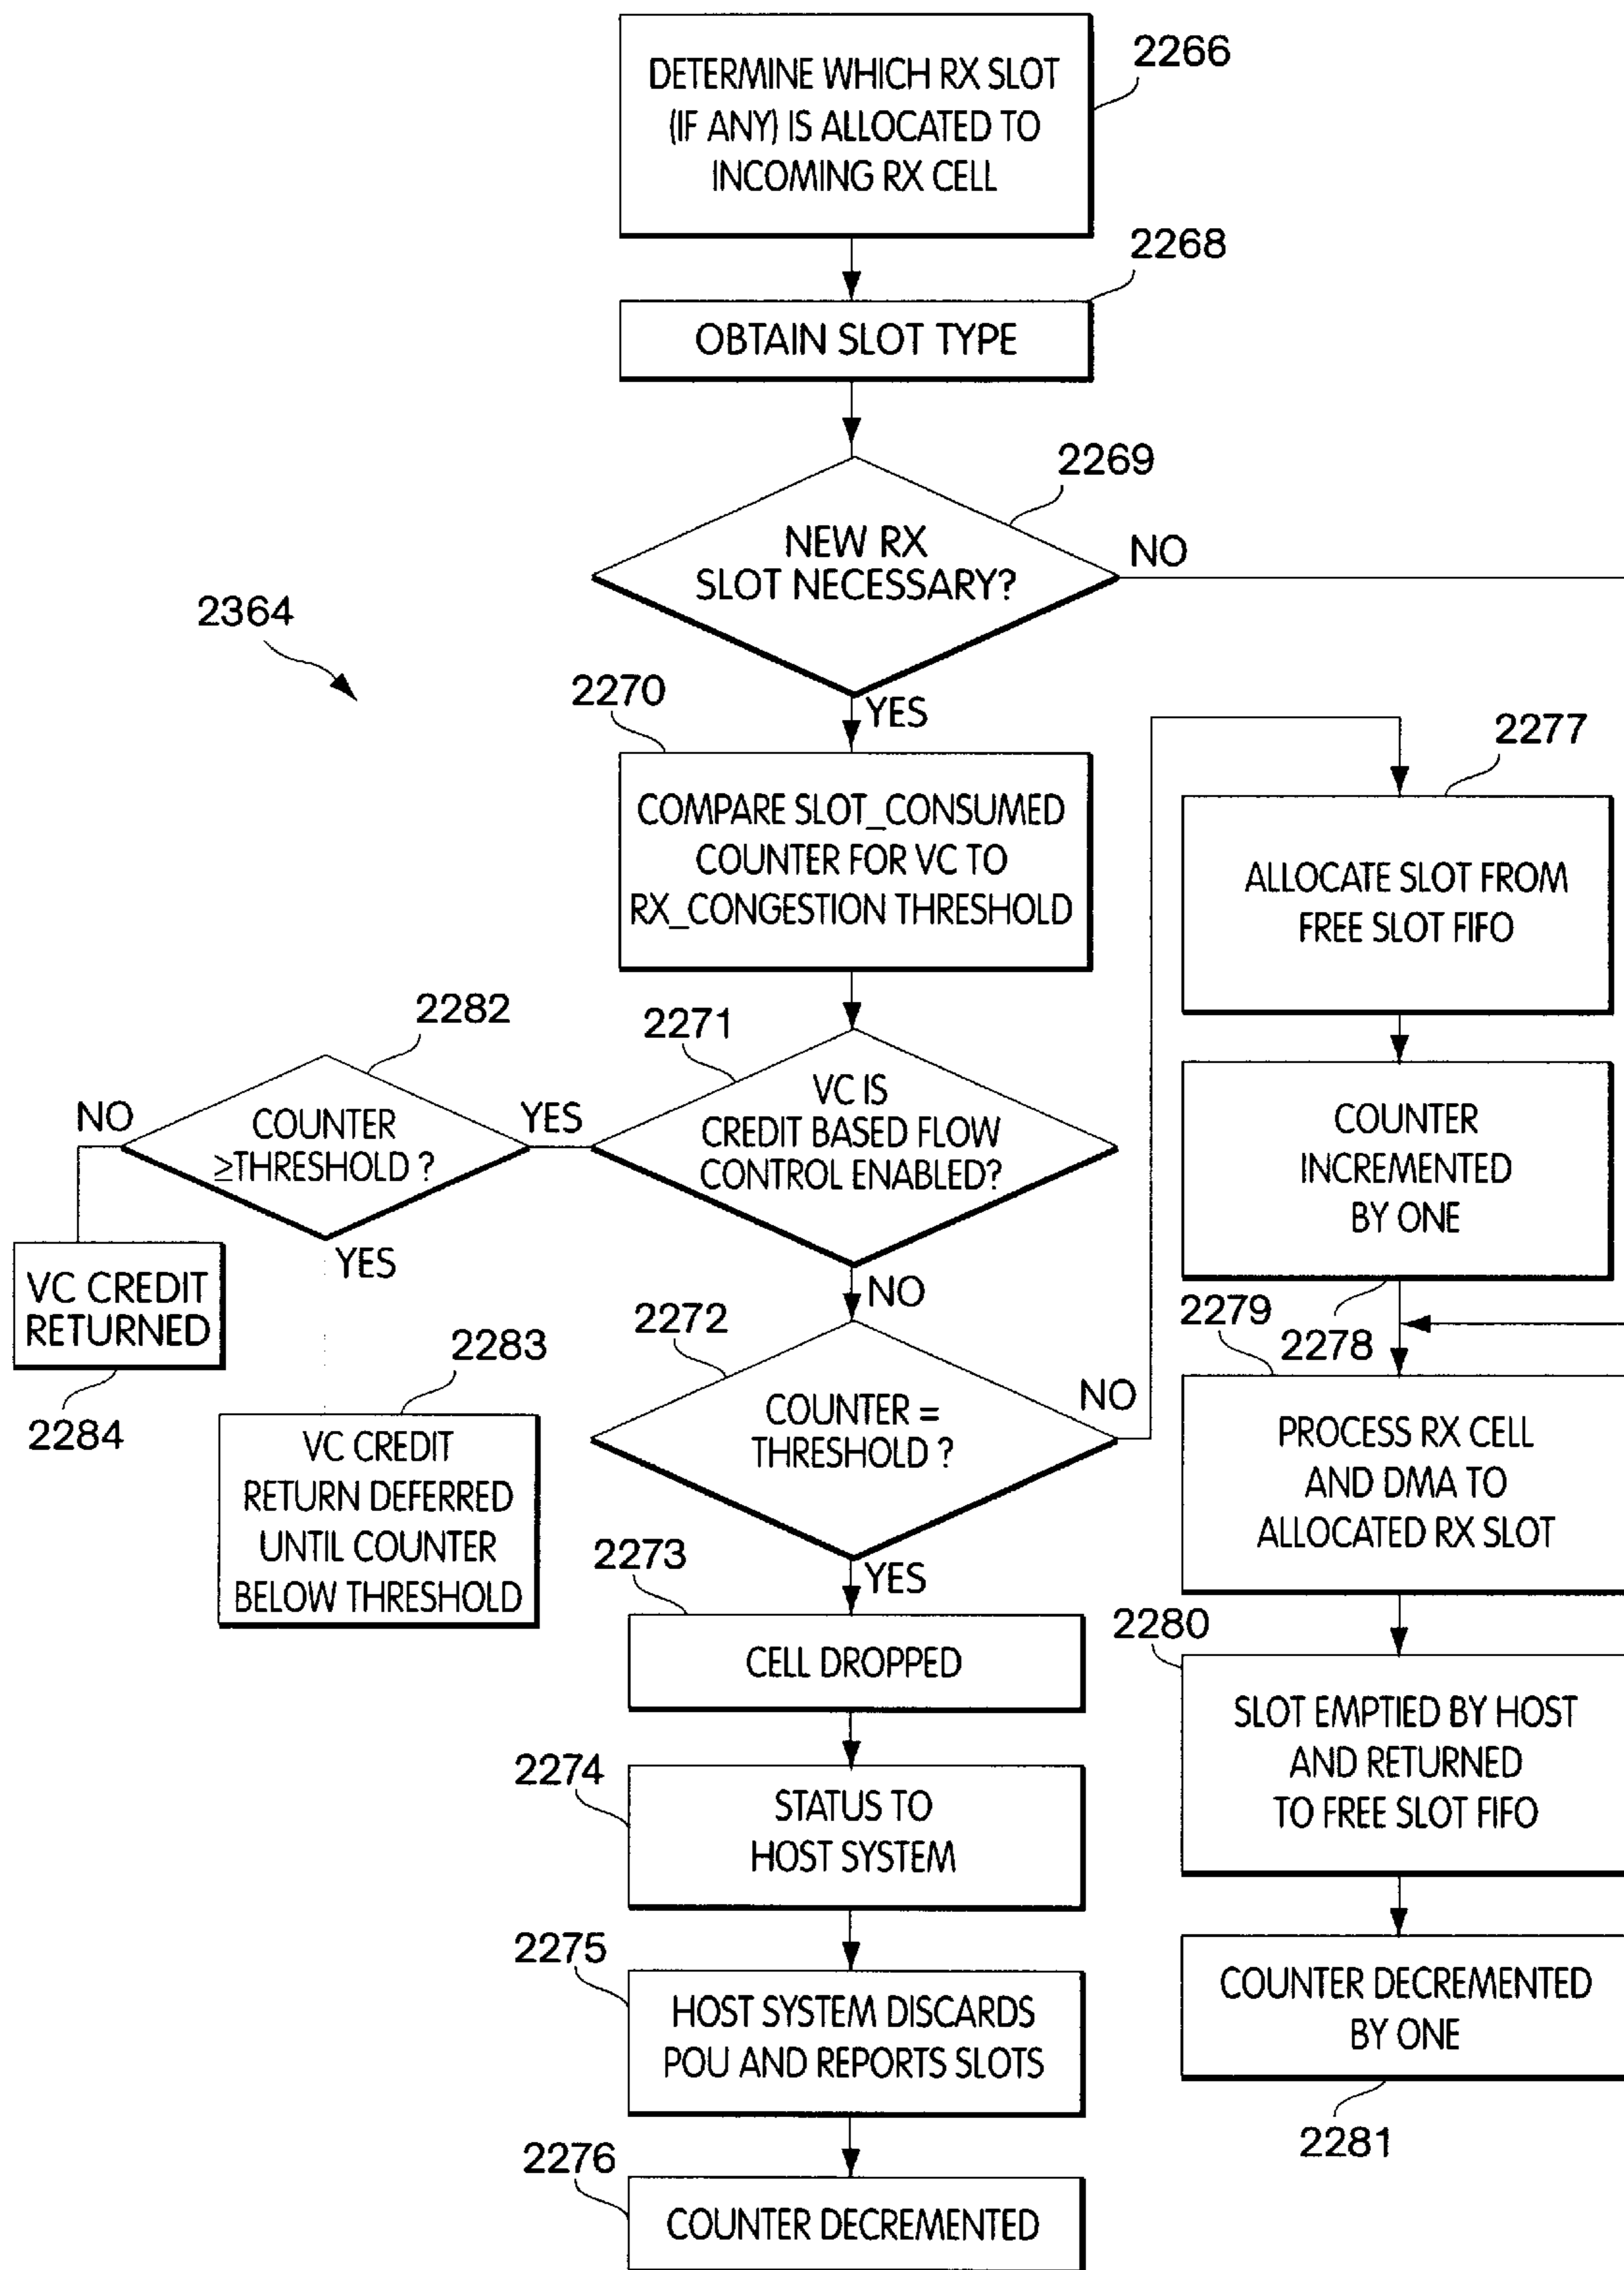 DETERMINE WHICH RX SLOT
(IF ANY) IS ALLOCATED TO
INCOMING RX CELL
2266
2268
OBTAIN SLOT TYPE
2269
NEW RX
SLOT NECESSARY?
NO
YES
2364
2270
COMPARE SLOT_CONSUMED
COUNTER FOR VC TO
RX_CONGESTION THRESHOLD
2277
ALLOCATE SLOT FROM
FREE SLOT FIFO
2282
COUNTER
≥THRESHOLD ?
NO
YES
YES
2271
VC IS
CREDIT BASED FLOW
CONTROL ENABLED?
NO
COUNTER
INCREMENTED
BY ONE
2278
VC CREDIT
RETURNED
2284
2283
VC CREDIT
RETURN DEFERRED
UNTIL COUNTER
BELOW THRESHOLD
2272
COUNTER =
THRESHOLD ?
NO
YES
2279
PROCESS RX CELL
AND DMA TO
ALLOCATED RX SLOT
2273
CELL DROPPED
2280
SLOT EMPTIED BY HOST
AND RETURNED
TO FREE SLOT FIFO
2274
STATUS TO
HOST SYSTEM
2275
HOST SYSTEM DISCARDS
POU AND REPORTS SLOTS
COUNTER DECREMENTED
BY ONE
2281
2276
COUNTER DECREMENTED